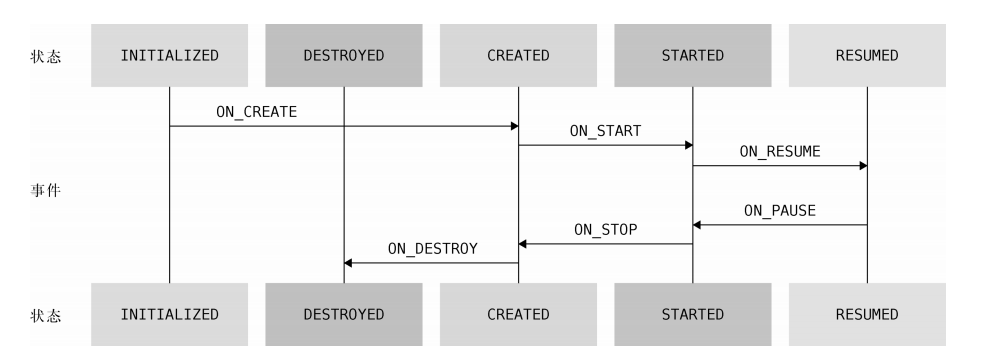 状态 INITIALIZED DESTROYED CREATED STARTED RESUMED
ON_CREATE
ON_START
ON_RESUME
事件
ON_PAUSE
ON_STOP
ON_DESTROY
状态 INITIALIZED DESTROYED CREATED STARTED RESUMED